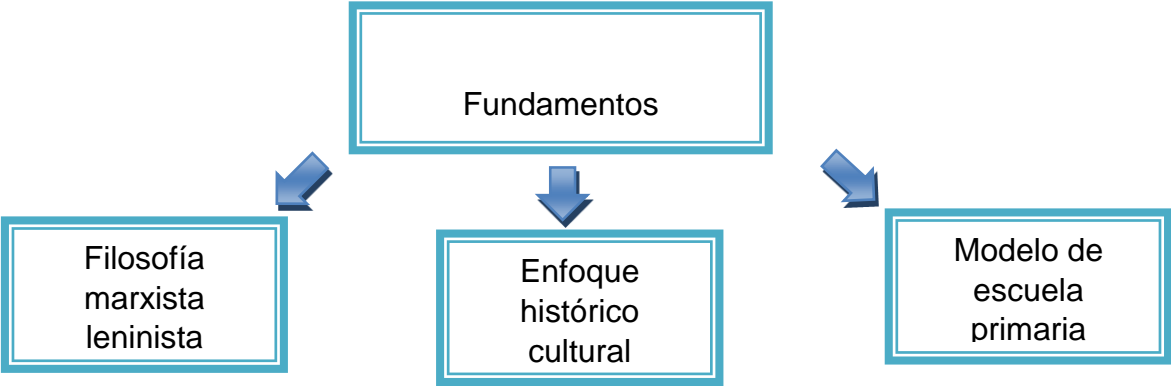 Fundamentos
Filosofía
marxista
leninista
Enfoque
histórico
cultural
Modelo de
escuela
primaria